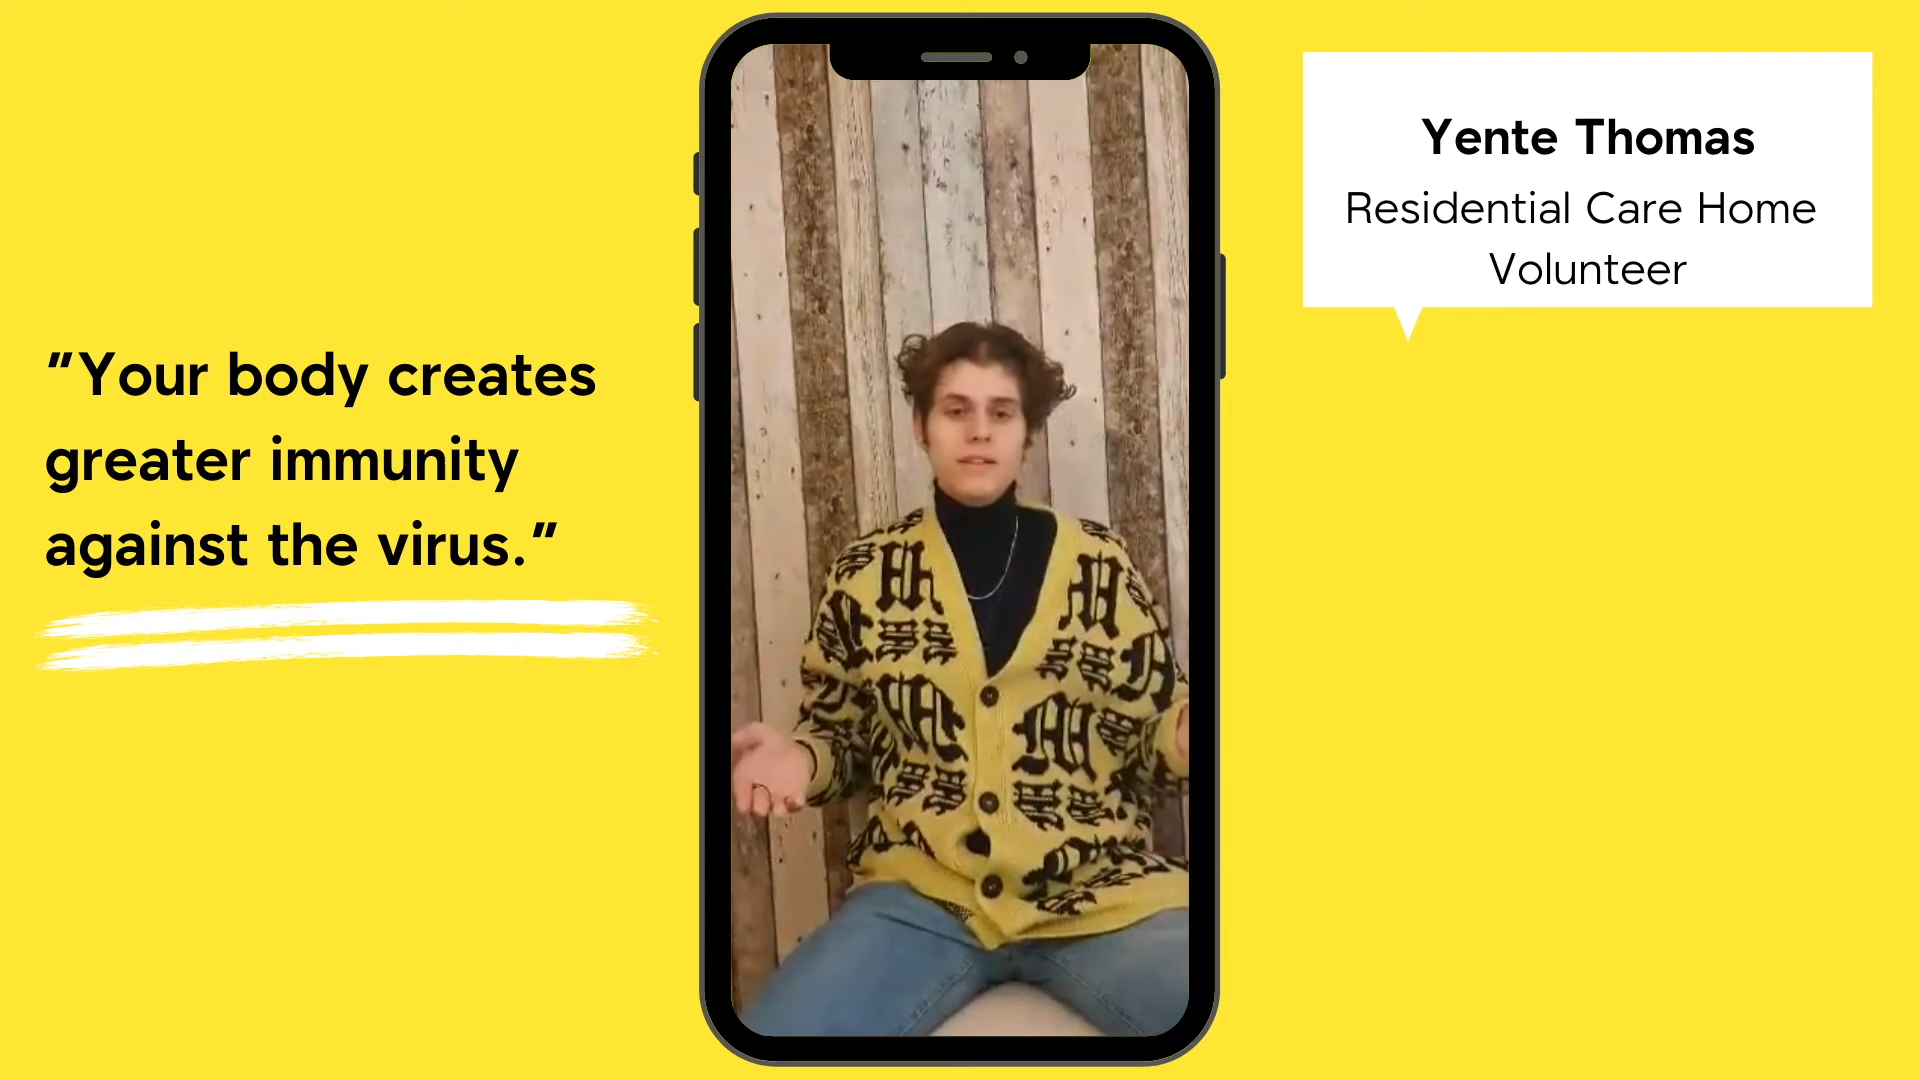 "Your body creates
greater immunity
against the virus."
Yente Thomas
Residential Care Home
Volunteer